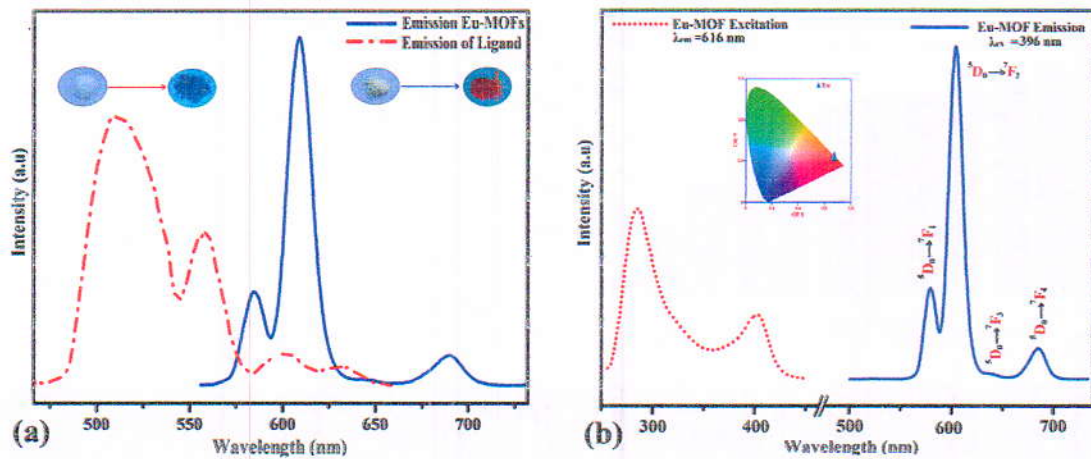 Emission Eu-MOFs
Emission of Ligand
Intensity (a.u)
500
550
600
650
700
Wavelength (nm)
(a)
Eu-MOF Excitation
λem =616 nm
Eu-MOF Emission
λex =396 nm
⁵D₀→⁷F₂
⁵D₀→⁷F₁
⁵D₀→⁷F₃
⁵D₀→⁷F₄
Intensity (a.u)
300
400
500
600
700
Wavelength (nm)
(b)